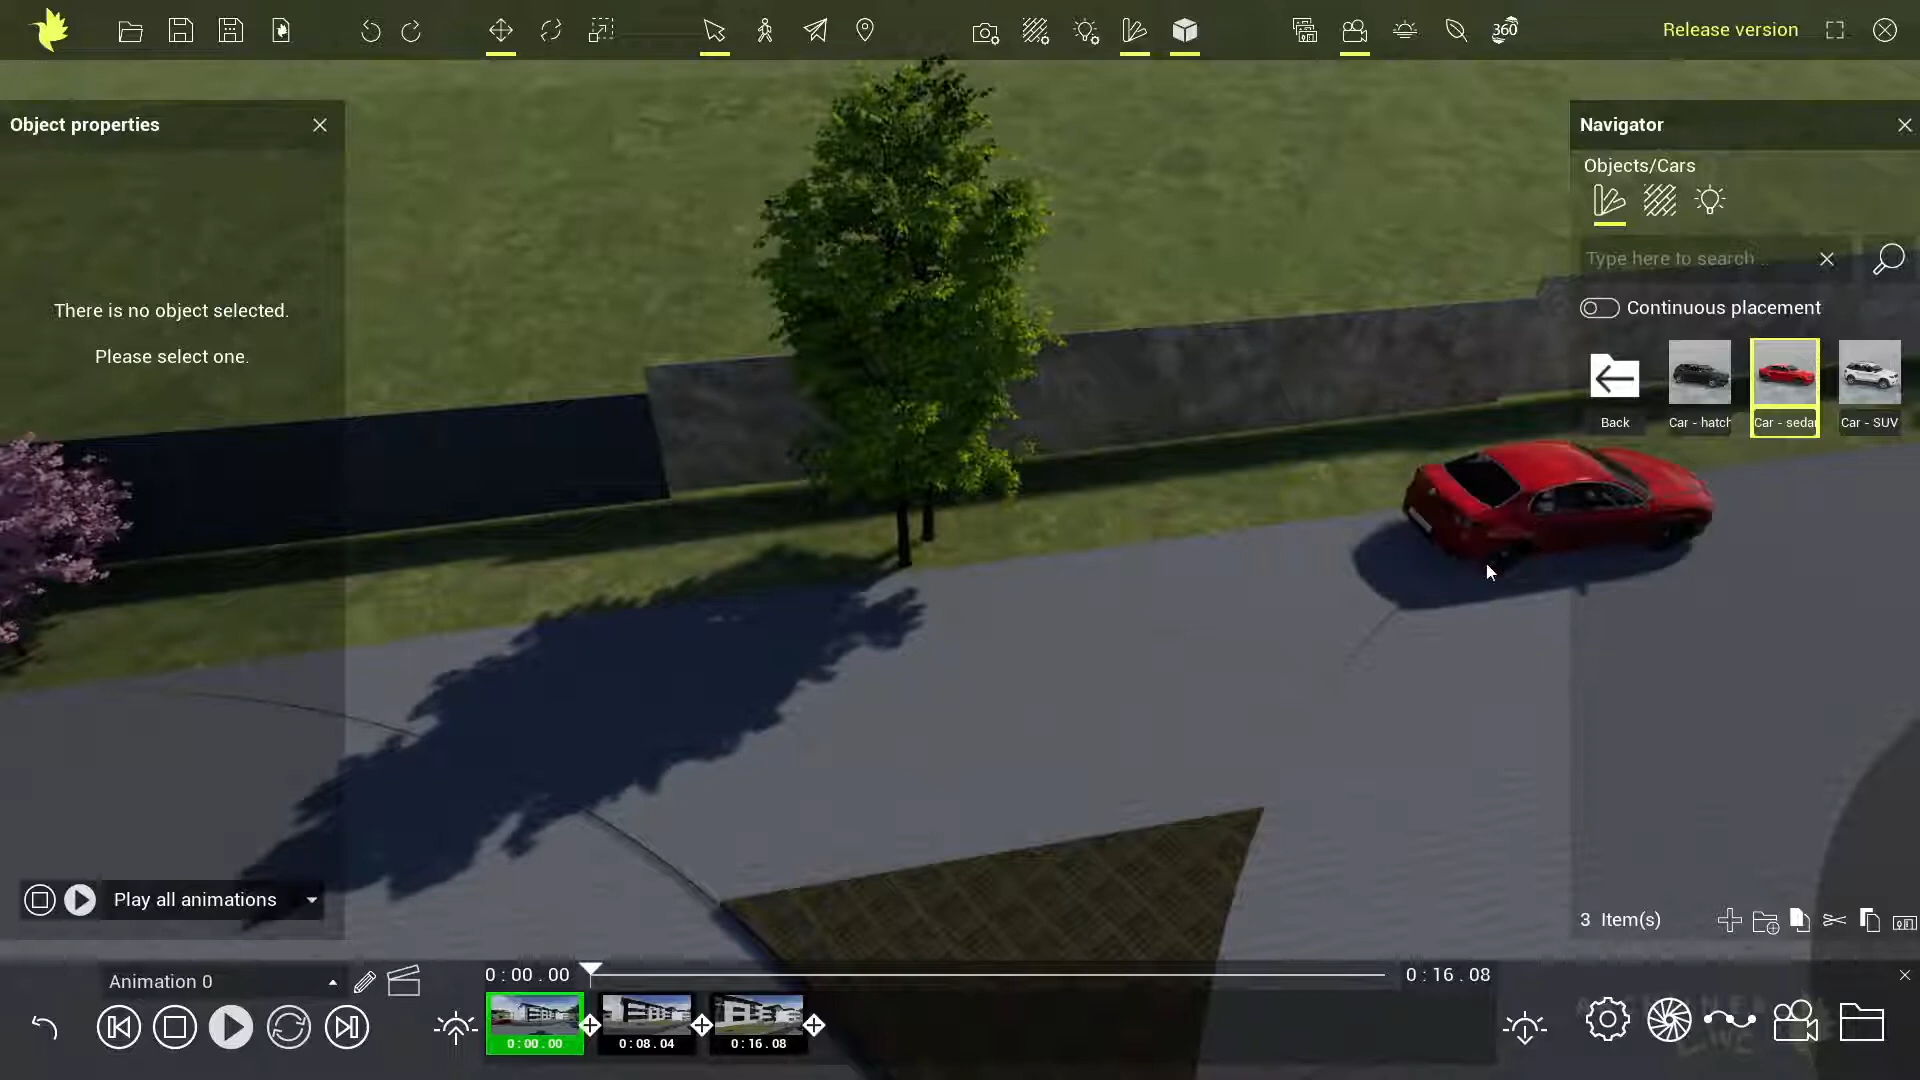 360
Release version
Object properties
There is no object selected.
Please select one.
Navigator
Objects/Cars
Type here to search ..
Continuous placement
Back
Car - hatch
Car - sedan
Car - SUV
3 Item(s)
Play all animations
Animation 0
0:00.00
0:16.08
0:00.00
0:08.04
0:16.08